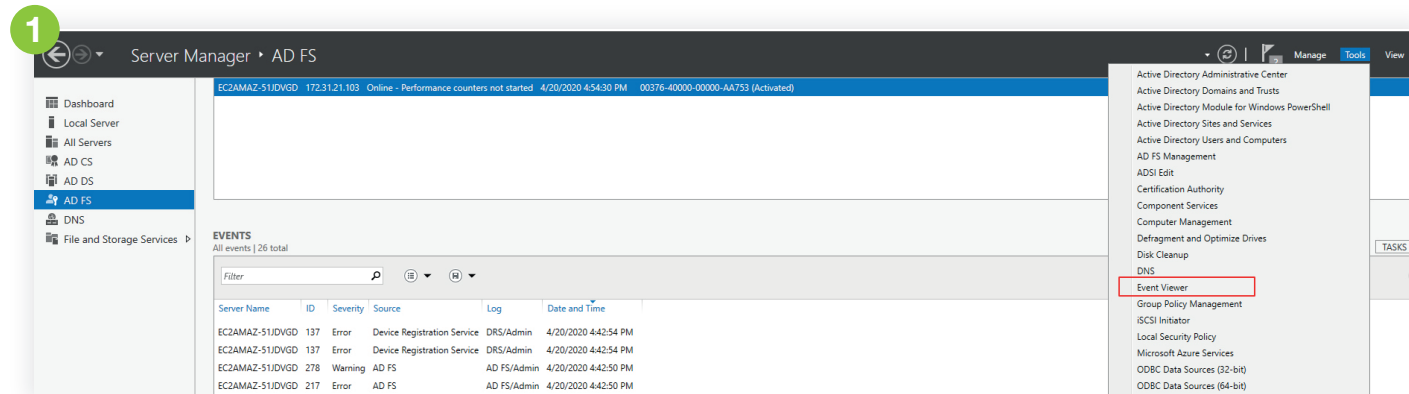 1
Server Manager ‣ AD FS
Manage Tools View
2
Dashboard
Local Server
All Servers
AD CS
AD DS
AD FS
DNS
File and Storage Services
EC2AMAZ-51JDVGD 172.31.21.103 Online - Performance counters not started 4/20/2020 4:54:30 PM 00376-40000-00000-AA753 (Activated)
EVENTS
All events | 26 total
TASKS
Filter
Server Name ID Severity Source Log Date and Time
EC2AMAZ-51JDVGD 137 Error Device Registration Service DRS/Admin 4/20/2020 4:42:54 PM
EC2AMAZ-51JDVGD 137 Error Device Registration Service DRS/Admin 4/20/2020 4:42:54 PM
EC2AMAZ-51JDVGD 278 Warning AD FS AD FS/Admin 4/20/2020 4:42:50 PM
EC2AMAZ-51JDVGD 217 Error AD FS AD FS/Admin 4/20/2020 4:42:50 PM
Active Directory Administrative Center
Active Directory Domains and Trusts
Active Directory Module for Windows PowerShell
Active Directory Sites and Services
Active Directory Users and Computers
AD FS Management
ADSI Edit
Certification Authority
Component Services
Computer Management
Defragment and Optimize Drives
Disk Cleanup
DNS
Event Viewer
Group Policy Management
iSCSI Initiator
Local Security Policy
Microsoft Azure Services
ODBC Data Sources (32-bit)
ODBC Data Sources (64-bit)